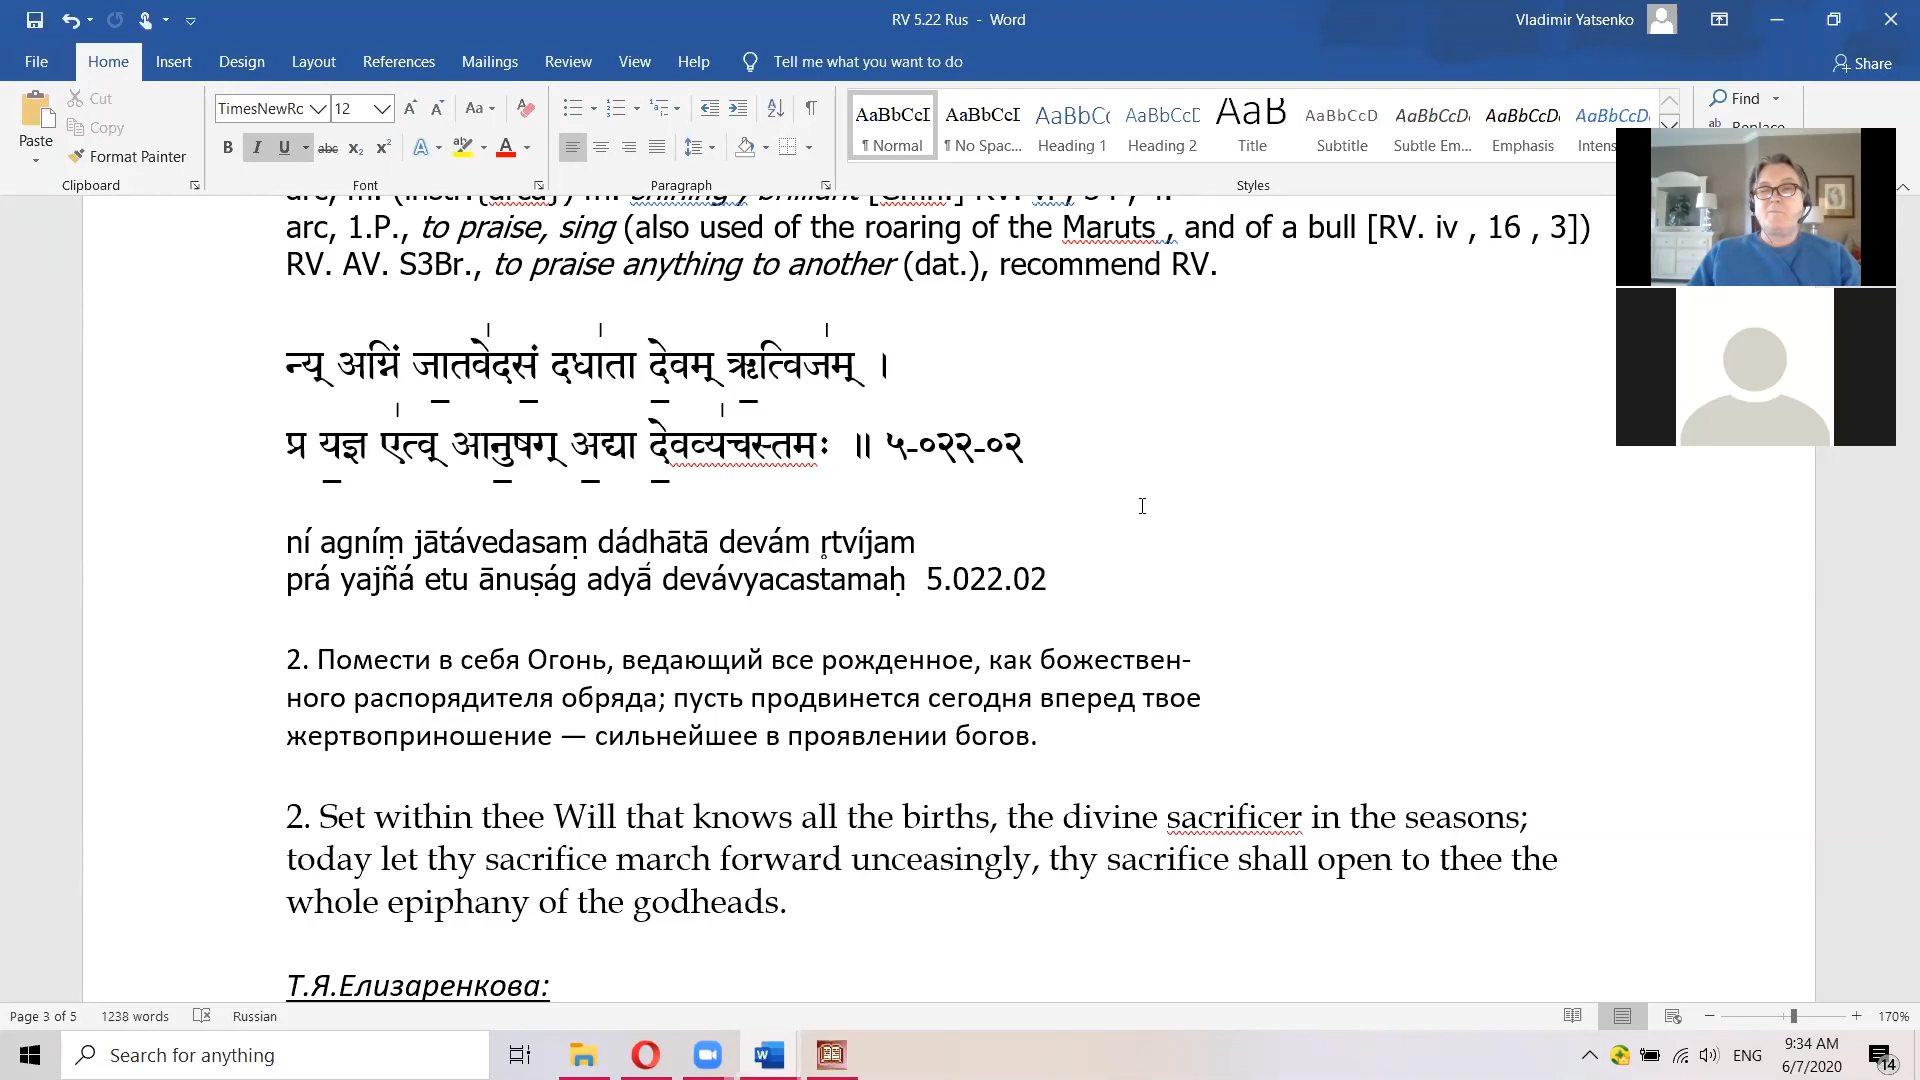 RV 5.22 Rus - Word
Vladimir Yatsenko
File Home Insert Design Layout References Mailings Review View Help Tell me what you want to do Share
Cut
Copy
Paste
Format Painter
TimesNewRo 12
AaBbCcI AaBbCcI AaBbCc AaBbCcD AaB AaBbCcD AaBbCcD AaBbCcD AaBbCcD
¶ Normal ¶ No Spac... Heading 1 Heading 2 Title Subtitle Subtle Em... Emphasis Intens
Find
Replace
Clipboard Font Paragraph Styles
arc, 1.P., to praise, sing (also used of the roaring of the Maruts , and of a bull [RV. iv , 16 , 3])
RV. AV. S3Br., to praise anything to another (dat.), recommend RV.
न्य् अग्निं जातवेदसं दधाता देवम् ऋत्विजम् ।
प्र यज्ञ एत्व् आनुषग् अद्या देवव्यचस्तमः ॥ ५-०२२-०२
ní agníṃ jātávedasaṃ dádhātā devám r̥tvíjam
prá yajñá etu ānuṣág adyā́ devávyacastamaḥ 5.022.02
2. Помести в себя Огонь, ведающий все рожденное, как божествен-
ного распорядителя обряда; пусть продвинется сегодня вперед твое
жертвоприношение — сильнейшее в проявлении богов.
2. Set within thee Will that knows all the births, the divine sacrificer in the seasons;
today let thy sacrifice march forward unceasingly, thy sacrifice shall open to thee the
whole epiphany of the godheads.
Т.Я.Елизаренкова:
Page 3 of 5 1238 words Russian 170%
Search for anything
ENG
9:34 AM
6/7/2020
14